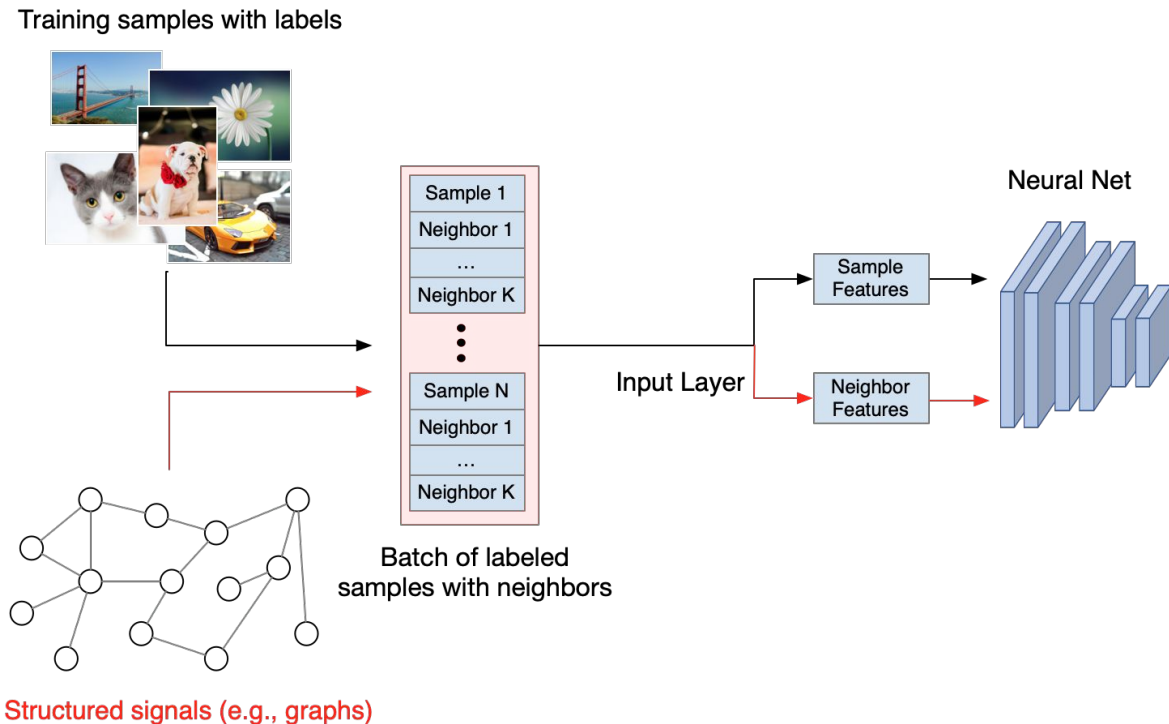 Training samples with labels
Sample 1
Neighbor 1
...
Neighbor K
Sample N
Neighbor 1
...
Neighbor K
Batch of labeled
samples with neighbors
Structured signals (e.g., graphs)
Input Layer
Sample
Features
Neighbor
Features
Neural Net